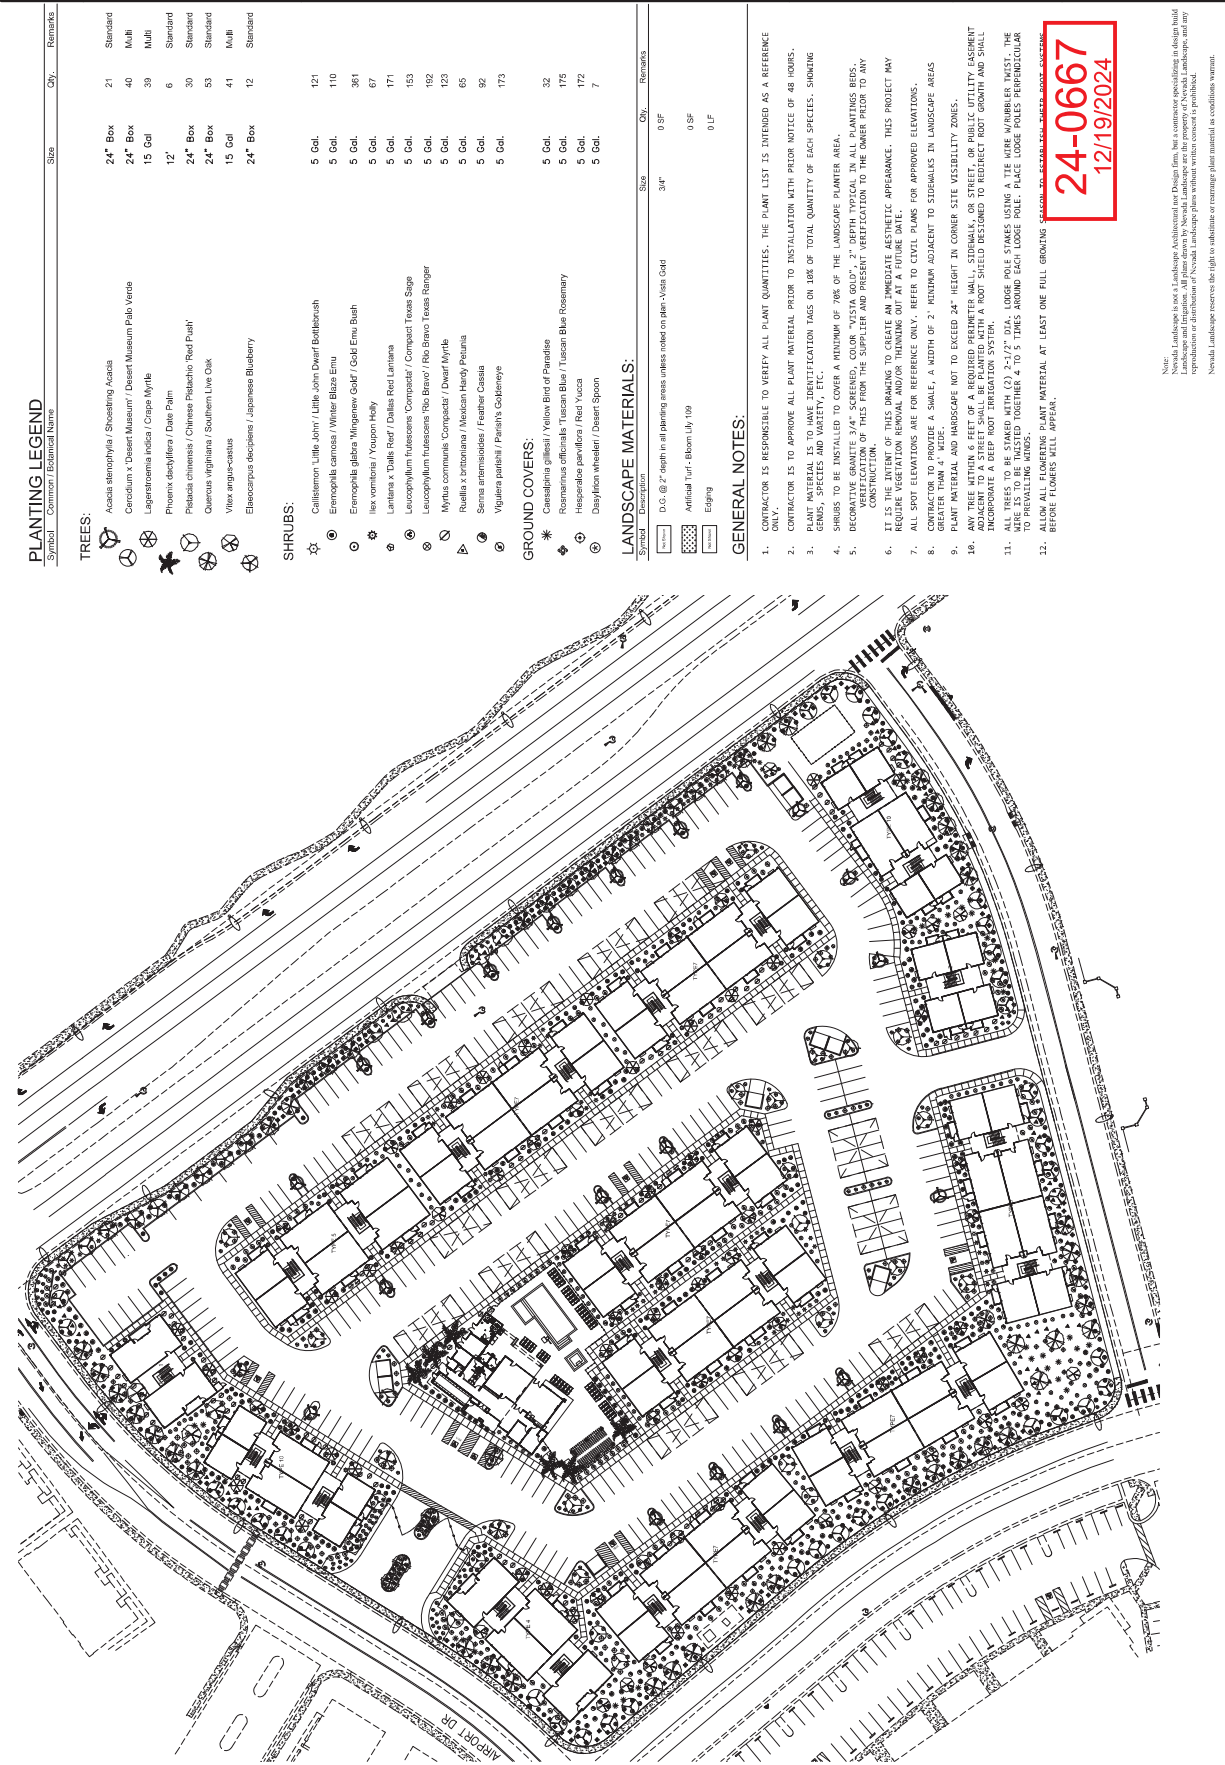 PLANTING LEGEND
Symbol Common / Botanical Name Size Qty. Remarks
TREES:
Acacia stenophylia / Shoestring Acacia 24" Box 21 Standard
Cercidium x 'Desert Museum' / Desert Museum Palo Verde 24" Box 40 Multi
Lagerstroemia indica / Crape Myrtle 15 Gal 39 Multi
Phoenix dactylifera / Date Palm 12' 6 Standard
Pistacia chinensis / Chinese Pistachio 'Red Push' 24" Box 30 Standard
Quercus virginiana / Southern Live Oak 24" Box 53 Standard
Vitex angus-castus 15 Gal 41 Multi
Elaeocarpus decipiens / Japanese Blueberry 24" Box 12 Standard
SHRUBS:
Callistemon 'Little John' / Little John Dwarf Bottlebrush 5 Gal. 121
Eremophila carnosa / Winter Blaze Emu 5 Gal. 110
Eremophila glabra 'Mingenew Gold' / Gold Emu Bush 5 Gal. 361
Ilex vomitoria / Youpon Holly 5 Gal. 67
Lantana x 'Dalls Red' / Dallas Red Lantana 5 Gal. 171
Leucophyllum frutescens 'Compacta' / Compact Texas Sage 5 Gal. 153
Leucophyllum frutescens 'Rio Bravo' / Rio Bravo Texas Ranger 5 Gal. 192
Myrtus communis 'Compacta' / Dwarf Myrtle 5 Gal. 123
Ruellia x brittoniana / Mexican Hardy Petunia 5 Gal. 65
Senna artemisioides / Feather Cassia 5 Gal. 92
Viguiera parishii / Parish's Goldeneye 5 Gal. 173
GROUND COVERS:
Caesalpinia gilliesii / Yellow Bird of Paradise 5 Gal. 32
Rosmarinus officinalis 'Tuscan Blue / Tuscan Blue Rosemary 5 Gal. 175
Hesperaloe parviflora / Red Yucca 5 Gal. 172
Dasylirion wheeleri / Desert Spoon 5 Gal. 7
LANDSCAPE MATERIALS:
Symbol Description Size Qty. Remarks
Not Shown D.G. @ 2" depth in all planting areas unless noted on plan -Vista Gold 3/4" 0 SF
Artificial Turf - Bloom Lily 109 0 SF
Not Shown Edging 0 LF
GENERAL NOTES:
1. CONTRACTOR IS RESPONSIBLE TO VERIFY ALL PLANT QUANTITIES. THE PLANT LIST IS INTENDED AS A REFERENCE
ONLY.
2. CONTRACTOR IS TO APPROVE ALL PLANT MATERIAL PRIOR TO INSTALLATION WITH PRIOR NOTICE OF 48 HOURS.
3. PLANT MATERIAL IS TO HAVE IDENTIFICATION TAGS ON 10% OF TOTAL QUANTITY OF EACH SPECIES. SHOWING
GENUS, SPECIES AND VARIETY, ETC.
4. SHRUBS TO BE INSTALLED TO COVER A MINIMUM OF 70% OF THE LANDSCAPE PLANTER AREA.
5. DECORATIVE GRANITE 3/4" SCREENED, COLOR "VISTA GOLD", 2" DEPTH TYPICAL IN ALL PLANTINGS BEDS.
VERIFICATION OF THIS FROM THE SUPPLIER AND PRESENT VERIFICATION TO THE OWNER PRIOR TO ANY
CONSTRUCTION.
6. IT IS THE INTENT OF THIS DRAWING TO CREATE AN IMMEDIATE AESTHETIC APPEARANCE. THIS PROJECT MAY
REQUIRE VEGETATION REMOVAL AND/OR THINNING OUT AT A FUTURE DATE.
7. ALL SPOT ELEVATIONS ARE FOR REFERENCE ONLY. REFER TO CIVIL PLANS FOR APPROVED ELEVATIONS.
8. CONTRACTOR TO PROVIDE A SWALE, A WIDTH OF 2' MINIMUM ADJACENT TO SIDEWALKS IN LANDSCAPE AREAS
GREATER THAN 4' WIDE.
9. PLANT MATERIAL AND HARDSCAPE NOT TO EXCEED 24" HEIGHT IN CORNER SITE VISIBILITY ZONES.
10. ANY TREE WITHIN 6 FEET OF A REQUIRED PERIMETER WALL, SIDEWALK, OR STREET, OR PUBLIC UTILITY EASEMENT
ADJACENT TO A STREET SHALL BE PLANTED WITH A ROOT SHIELD DESIGNED TO REDIRECT ROOT GROWTH AND SHALL
INCORPORATE A DEEP ROOT IRRIGATION SYSTEM.
11. ALL TREES TO BE STAKED WITH (2) 2-1/2" DIA. LODGE POLE STAKES USING A TIE WIRE W/RUBBLER TWIST. THE
WIRE IS TO BE TWISTED TOGETHER 4 TO 5 TIMES AROUND EACH LODGE POLE. PLACE LODGE POLES PERPENDICULAR
TO PREVAILING WINDS.
12. ALLOW ALL FLOWERING PLANT MATERIAL AT LEAST ONE FULL GROWING SEASON TO ESTABLISH THEIR ROOT SYSTEMS
BEFORE FLOWERS WILL APPEAR.
24-0667
12/19/2024
Note:
Nevada Landscape is not a Landscape Architectural nor Design firm, but a contractor specializing in design build
Landscape and Irrigation. All plans drawn by Nevada Landscape are the property of Nevada Landscape, and any
reproduction or distribution of Nevada Landscape plans without written consent is prohibited.
Nevada Landscape reserves the right to substitute or rearrange plant material as conditions warrant.
TYPE 10
TYPE7
TYPE7
TYPE 5
TYPE7
TYPE7
TYPE 10
TYPE7
TYPE7
TYPE 4
AIRPORT DR